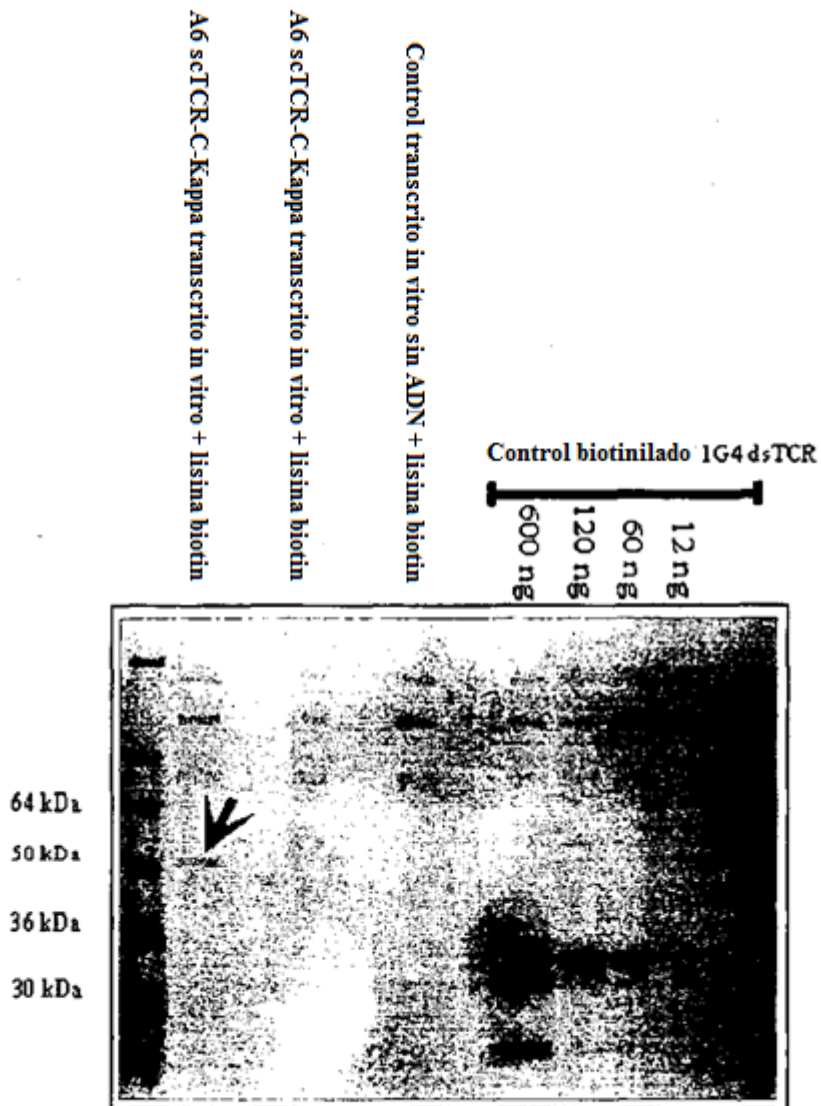 A6 scTCR-C-Kappa transcrito in vitro + lisina biotin
A6 scTCR-C-Kappa transcrito in vitro + lisina biotin
Control transcrito in vitro sin ADN + lisina biotin
Control biotinilado 1G4 dsTCR
600 ng
120 ng
60 ng
12 ng
64 kDa
50 kDa
36 kDa
30 kDa